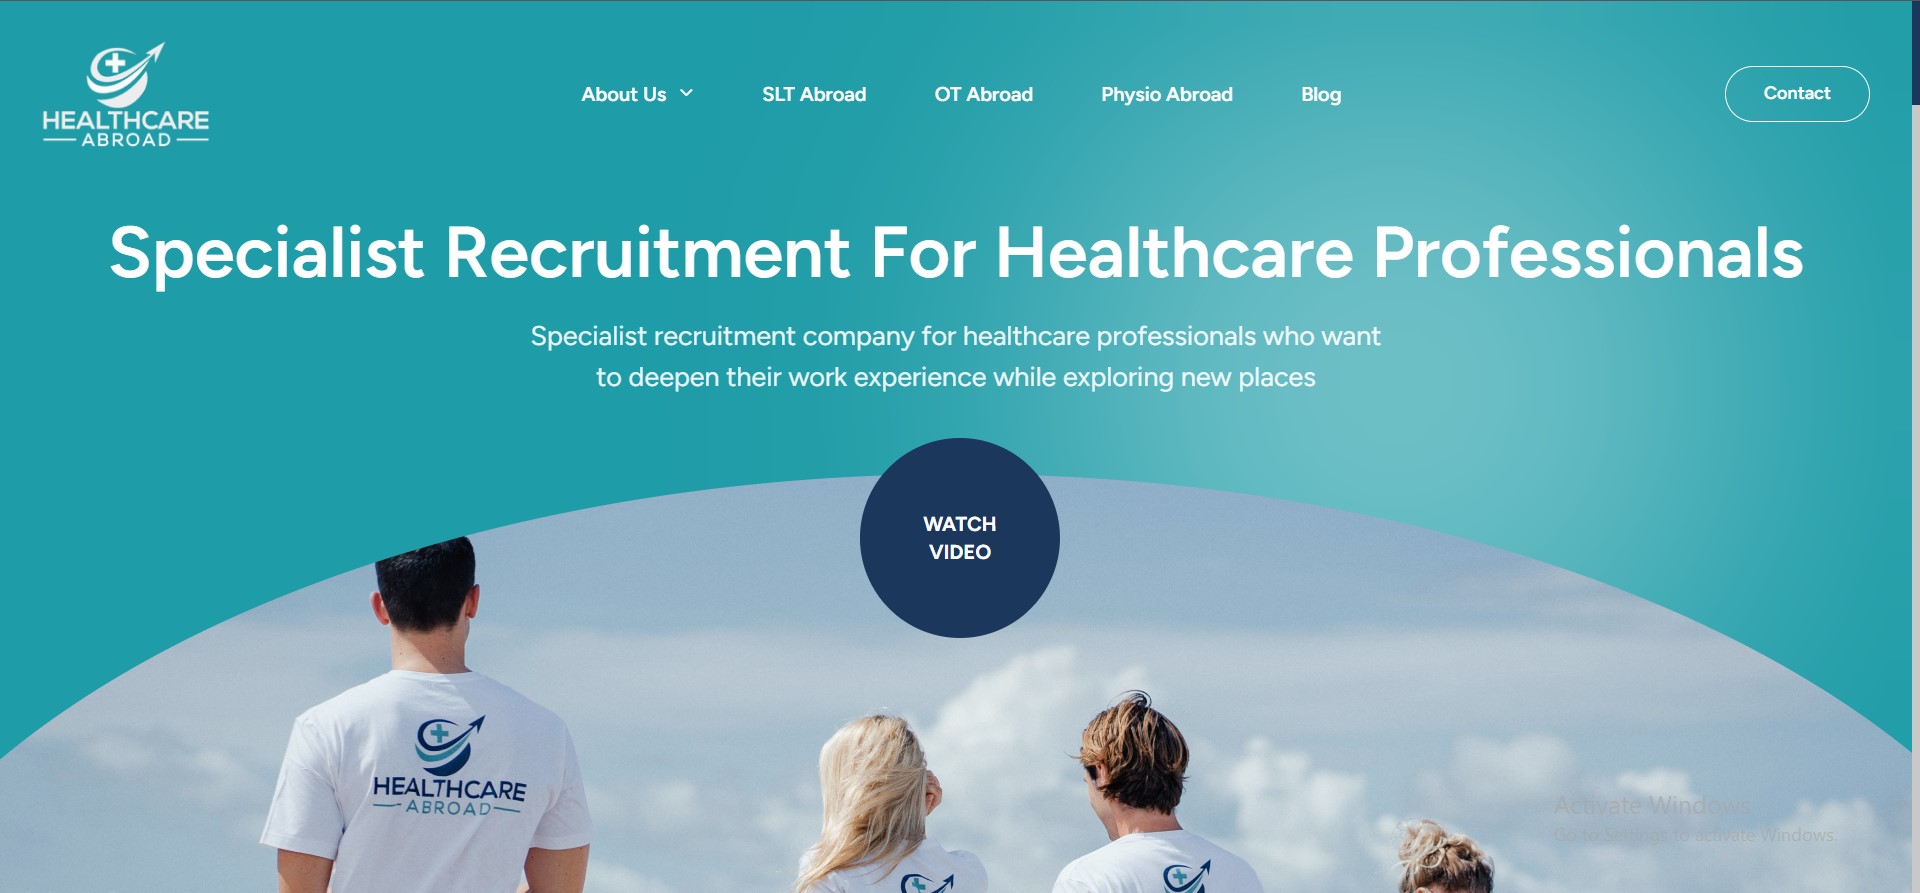 HEALTHCARE
ABROAD
About Us
SLT Abroad
OT Abroad
Physio Abroad
Blog
Contact
Specialist Recruitment For Healthcare Professionals
Specialist recruitment company for healthcare professionals who want
to deepen their work experience while exploring new places
WATCH
VIDEO
HEALTHCARE
ABROAD
Activate Windows
Go to Settings to activate Windows.